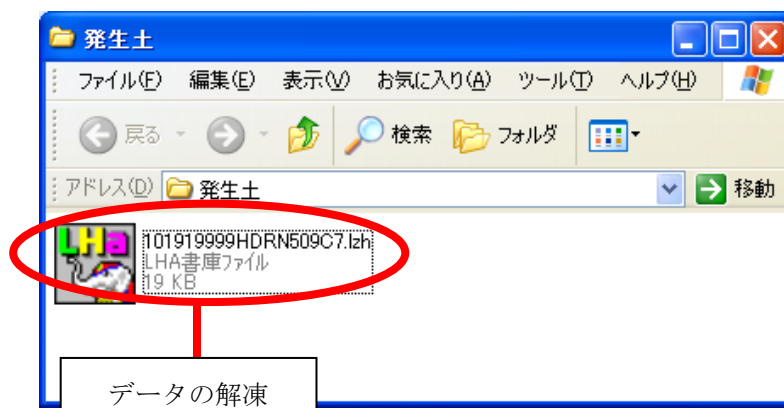 発生土
ファイル(F) 編集(E) 表示(V) お気に入り(A) ツール(T) ヘルプ(H)
戻る 検索 フォルダ
アドレス(D) 発生土 移動
LHa
101919999HDRN509C7.lzh
LHA書庫ファイル
19 KB
データの解凍